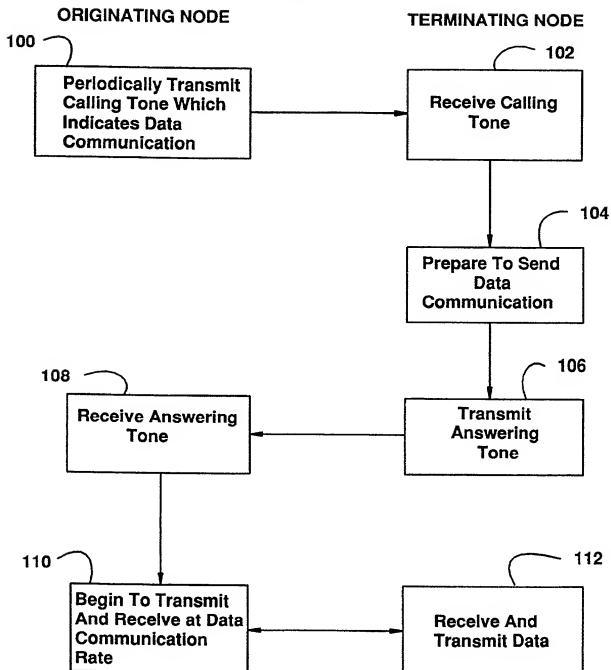 ORIGINATING NODE
TERMINATING NODE
100
Periodically Transmit
Calling Tone Which
Indicates Data
Communication
102
Receive Calling
Tone
104
Prepare To Send
Data
Communication
106
Transmit
Answering
Tone
108
Receive Answering
Tone
110
Begin To Transmit
And Receive at Data
Communication
Rate
112
Receive And
Transmit Data